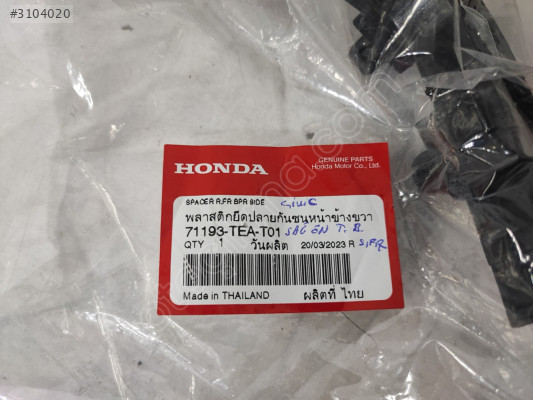 #3104020
HONDA
GENUINE PARTS
Honda Motor Co., Ltd.
SPACER R,FR BPR SIDE
พลาสติกยึดปลายกันชนหน้าข้างขวา
71193-TEA-T01 SAĞ ÖN T.
QTY 1 วันผลิต 20/03/2023 R
Made in THAILAND ผลิตที่ ไทย